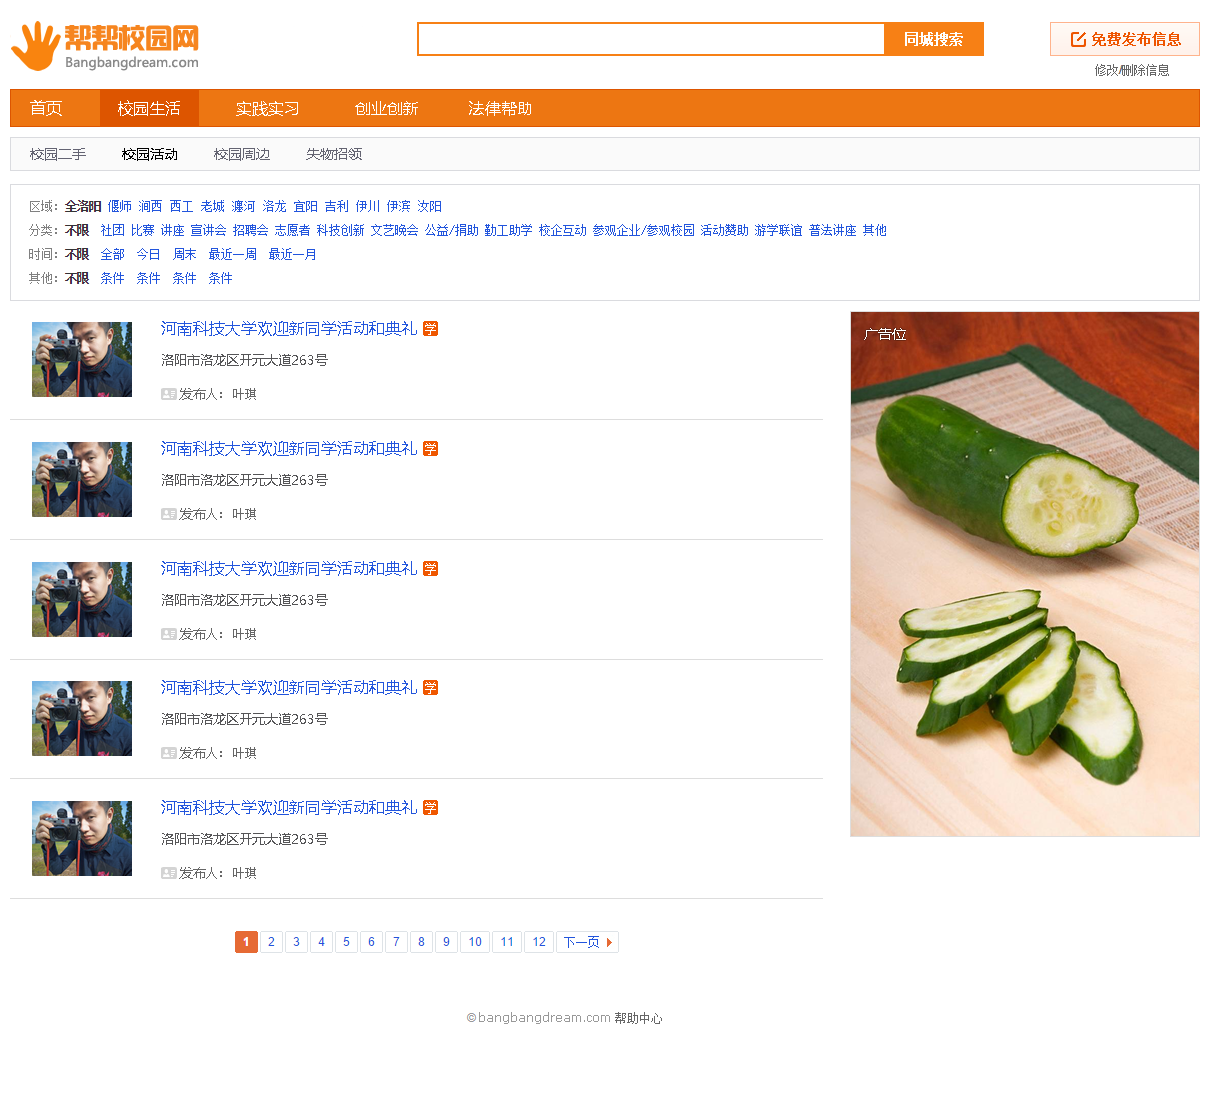 帮帮校园网
Bangbangdream.com
同城搜索
免费发布信息
修改/删除信息
首页 校园生活 实践实习 创业创新 法律帮助
校园二手 校园活动 校园周边 失物招领
区域：全洛阳 偃师 涧西 西工 老城 瀍河 洛龙 宜阳 吉利 伊川 伊滨 汝阳
分类：不限 社团 比赛 讲座 宣讲会 招聘会 志愿者 科技创新 文艺晚会 公益/捐助 勤工助学 校企互动 参观企业/参观校园 活动赞助 游学联谊 普法讲座 其他
时间：不限 全部 今日 周末 最近一周 最近一月
其他：不限 条件 条件 条件 条件
河南科技大学欢迎新同学活动和典礼 学
洛阳市洛龙区开元大道263号
发布人：叶琪
河南科技大学欢迎新同学活动和典礼 学
洛阳市洛龙区开元大道263号
发布人：叶琪
河南科技大学欢迎新同学活动和典礼 学
洛阳市洛龙区开元大道263号
发布人：叶琪
河南科技大学欢迎新同学活动和典礼 学
洛阳市洛龙区开元大道263号
发布人：叶琪
河南科技大学欢迎新同学活动和典礼 学
洛阳市洛龙区开元大道263号
发布人：叶琪
广告位
1 2 3 4 5 6 7 8 9 10 11 12 下一页
©bangbangdream.com 帮助中心